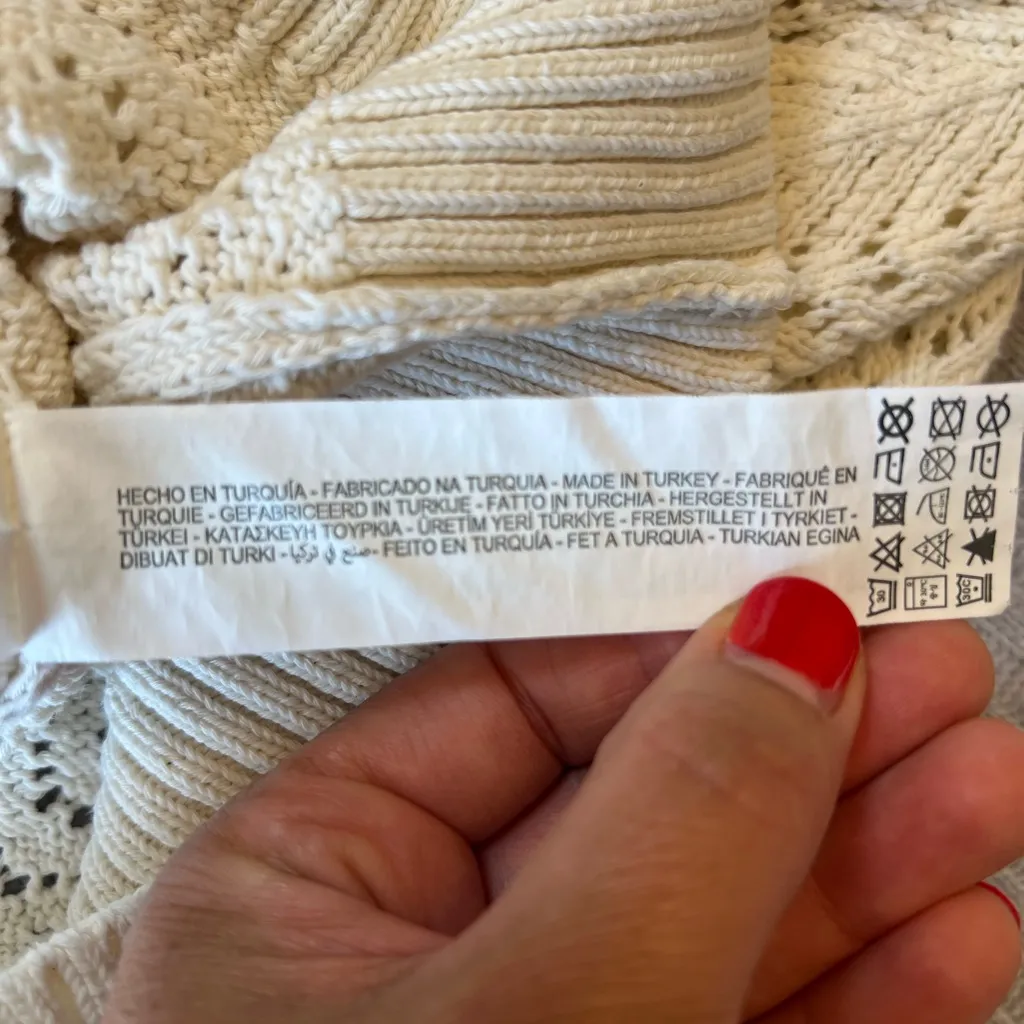 HECHO EN TURQUÍA - FABRICADO NA TURQUIA - MADE IN TURKEY - FABRIQUÉ EN
TURQUIE - GEFABRICEERD IN TURKIJE - FATTO IN TURCHIA - HERGESTELLT IN
TÜRKEI - ΚΑΤΑΣΚΕΥΗ ΤΟΥΡΚΙΑ - ÜRETİM YERİ TÜRKİYE - FREMSTILLET I TYRKIET -
DIBUAT DI TURKI - صنع في تركيا - FEITO EN TURQUÍA - FET A TURQUIA - TURKIAN EGINA
30
30C